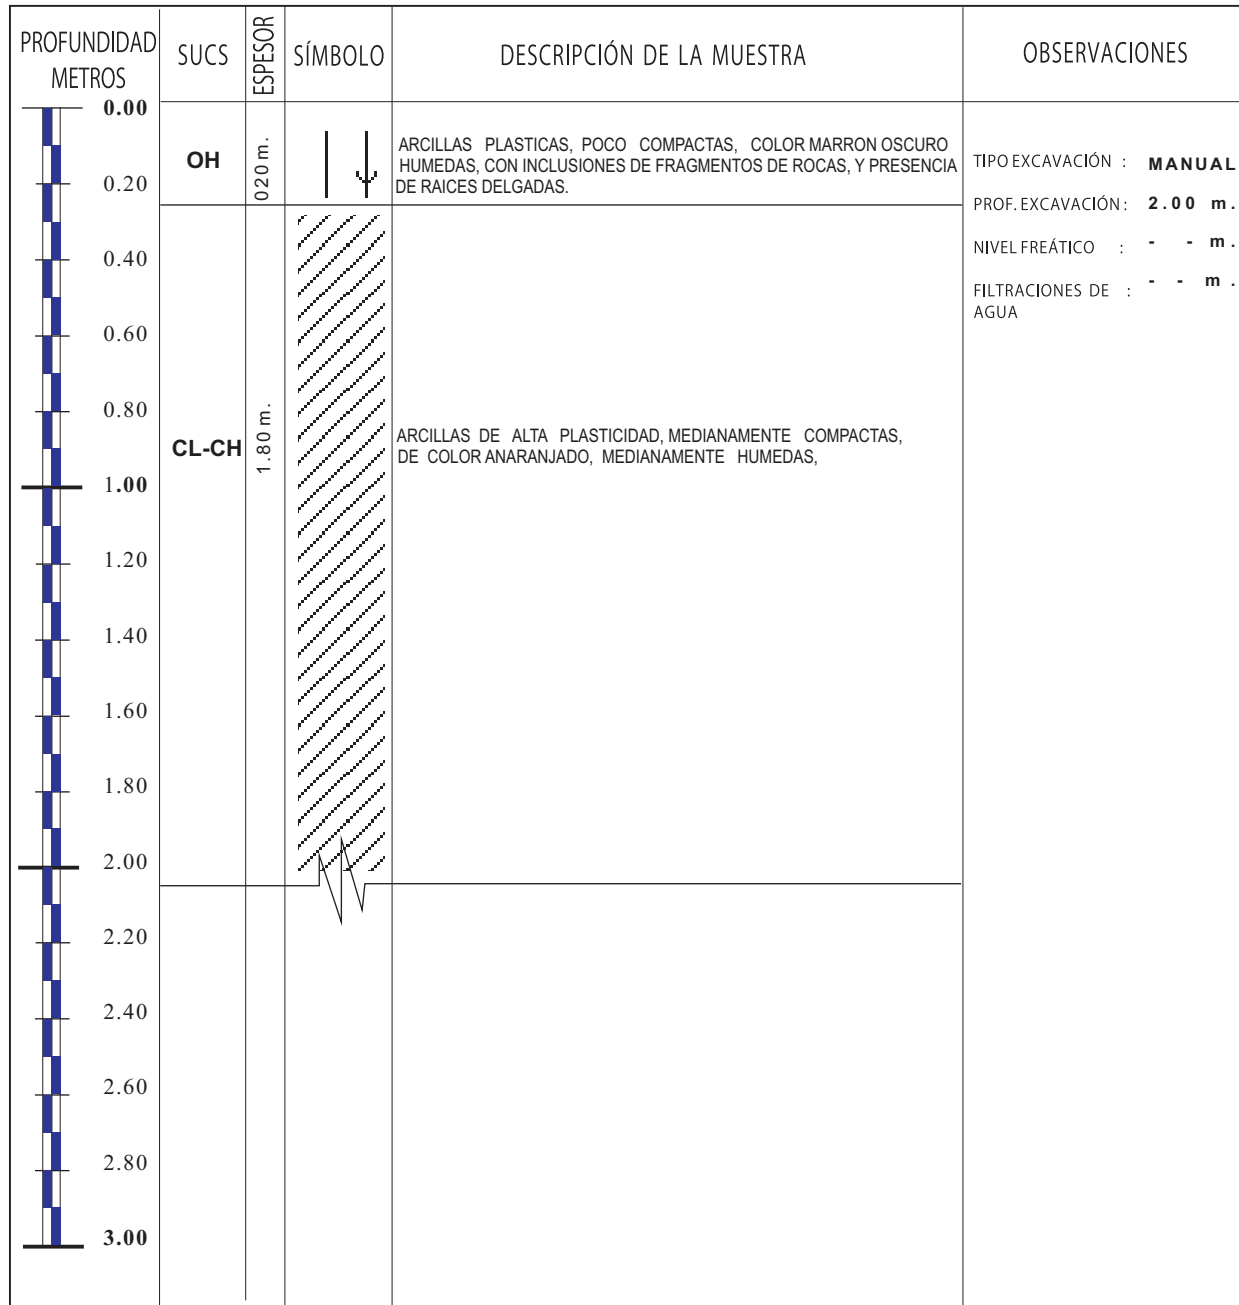 PROFUNDIDAD METROS
SUCS
ESPESOR
SÍMBOLO
DESCRIPCIÓN DE LA MUESTRA
OBSERVACIONES
0.00
0.20
0.40
0.60
0.80
1.00
1.20
1.40
1.60
1.80
2.00
2.20
2.40
2.60
2.80
3.00
OH
020 m.
ARCILLAS PLASTICAS, POCO COMPACTAS, COLOR MARRON OSCURO
HUMEDAS, CON INCLUSIONES DE FRAGMENTOS DE ROCAS, Y PRESENCIA
DE RAICES DELGADAS.
CL-CH
1.80 m.
ARCILLAS DE ALTA PLASTICIDAD, MEDIANAMENTE COMPACTAS,
DE COLOR ANARANJADO, MEDIANAMENTE HUMEDAS,
TIPO EXCAVACIÓN : MANUAL
PROF. EXCAVACIÓN : 2.00 m.
NIVEL FREÁTICO : - - m.
FILTRACIONES DE : - - m.
AGUA